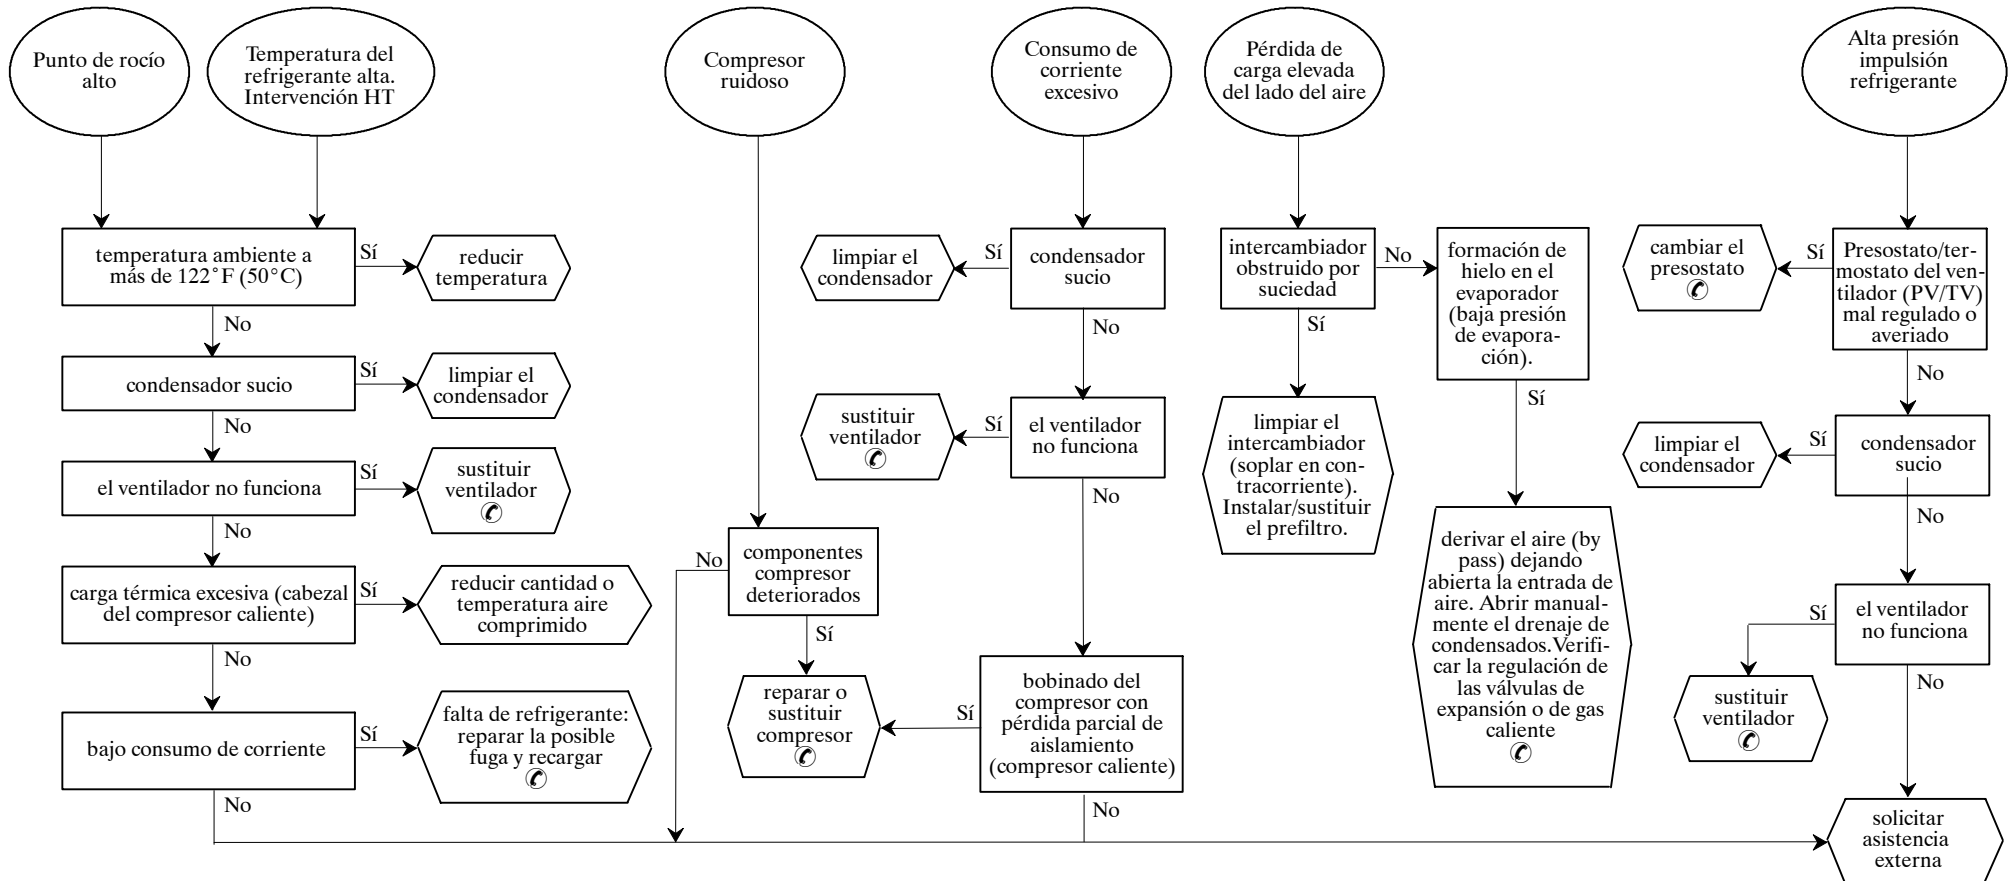 Punto de rocío
alto
Temperatura del
refrigerante alta.
Intervención HT
Compresor
ruidoso
Consumo de
corriente
excesivo
Pérdida de
carga elevada
del lado del aire
Alta presión
impulsión
refrigerante
temperatura ambiente a
más de 122°F (50°C)
Sí
reducir
temperatura
No
condensador sucio
Sí
limpiar el
condensador
No
el ventilador no funciona
Sí
sustituir
ventilador
No
carga térmica excesiva (cabezal
del compresor caliente)
Sí
reducir cantidad o
temperatura aire
comprimido
No
bajo consumo de corriente
Sí
falta de refrigerante:
reparar la posible
fuga y recargar
No
componentes
compresor
deteriorados
No
Sí
reparar o
sustituir
compresor
condensador
sucio
Sí
limpiar el
condensador
No
el ventilador
no funciona
Sí
sustituir
ventilador
No
bobinado del
compresor con
pérdida parcial de
aislamiento
(compresor caliente)
Sí
No
intercambiador
obstruido por
suciedad
No
Sí
limpiar el
intercambiador
(soplar en con-
tracorriente).
Instalar/sustituir
el prefiltro.
formación de
hielo en el
evaporador
(baja presión
de evapora-
ción).
Sí
derivar el aire (by
pass) dejando
abierta la entrada de
aire. Abrir manual-
mente el drenaje de
condensados.Verifi-
car la regulación de
las válvulas de
expansión o de gas
caliente
Presostato/ter-
mostato del ven-
tilador (PV/TV)
mal regulado o
averiado
Sí
cambiar el
presostato
No
condensador
sucio
Sí
limpiar el
condensador
No
el ventilador
no funciona
Sí
sustituir
ventilador
No
solicitar
asistencia
externa